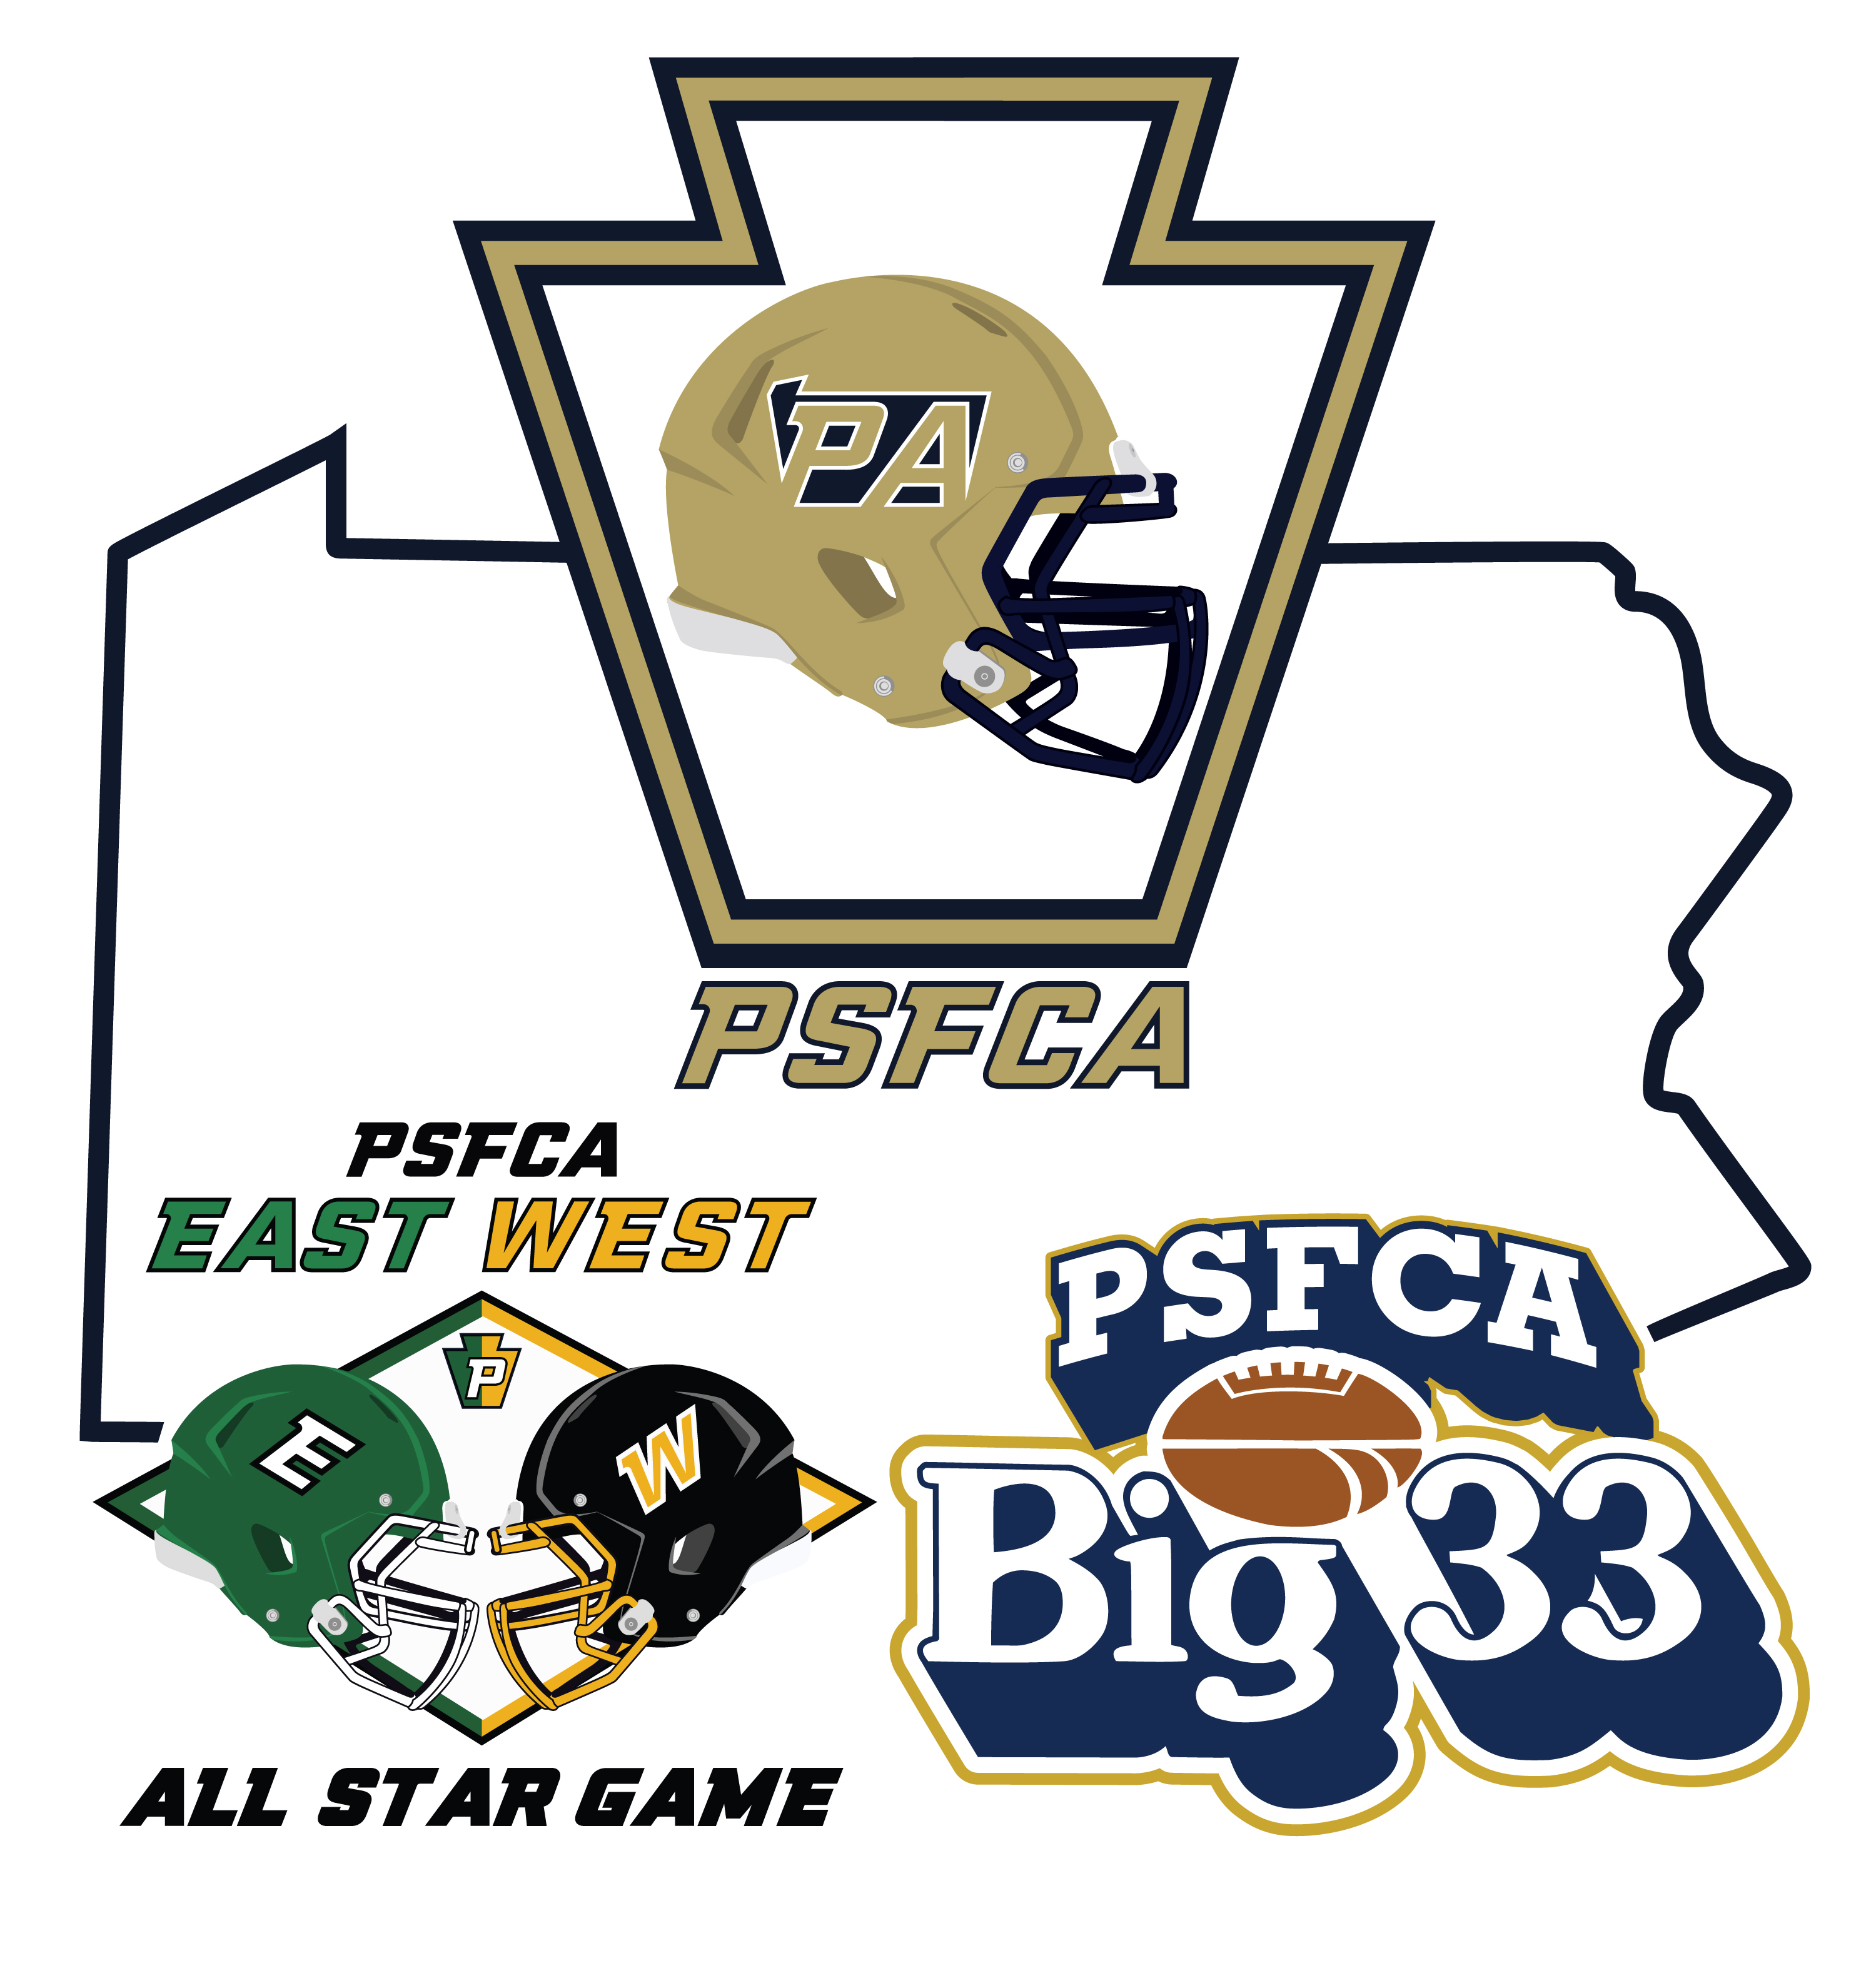 PA
PSFCA
PSFCA
EAST WEST
P
E
W
ALL STAR GAME
PSFCA
Big 33